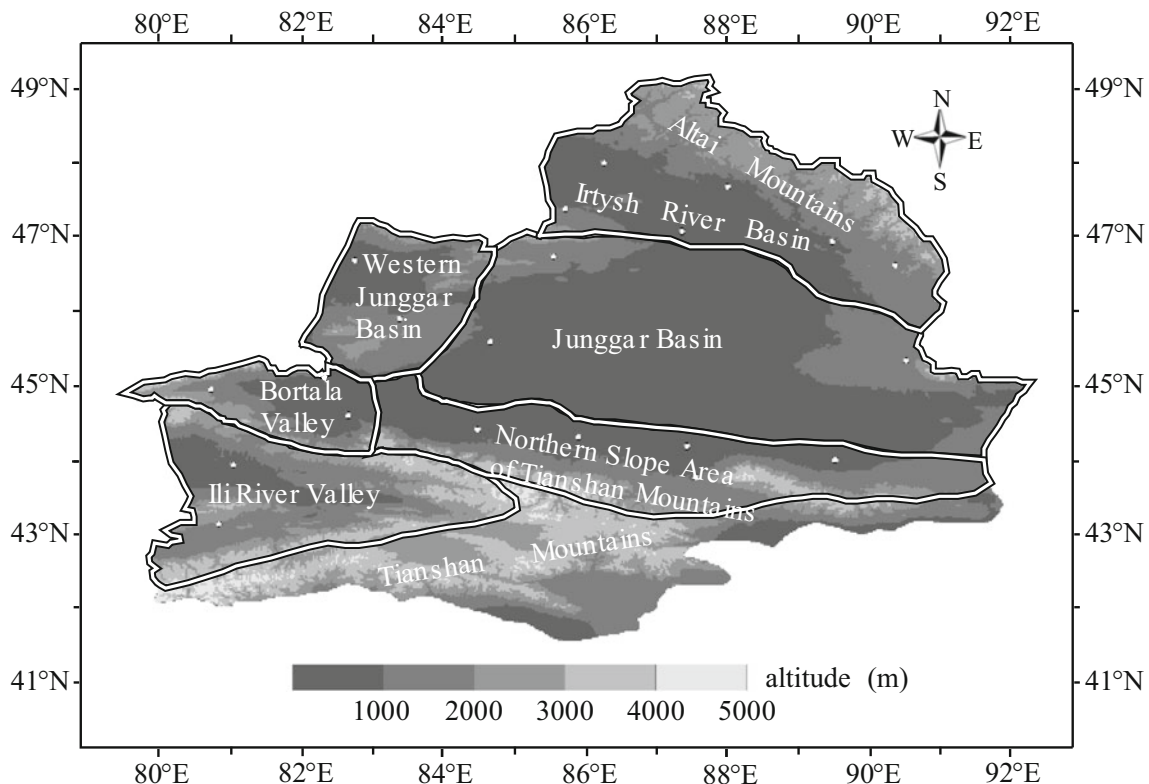 80°E 82°E 84°E 86°E 88°E 90°E 92°E
49°N 49°N
N
W E
S
Altai Mountains
Irtysh River Basin
47°N 47°N
Western
Junggar
Basin
Junggar Basin
45°N 45°N
Bortala
Valley
Northern Slope Area
of Tianshan Mountains
Ili River Valley
43°N 43°N
Tianshan Mountains
41°N 41°N
altitude (m)
1000 2000 3000 4000 5000
80°E 82°E 84°E 86°E 88°E 90°E 92°E